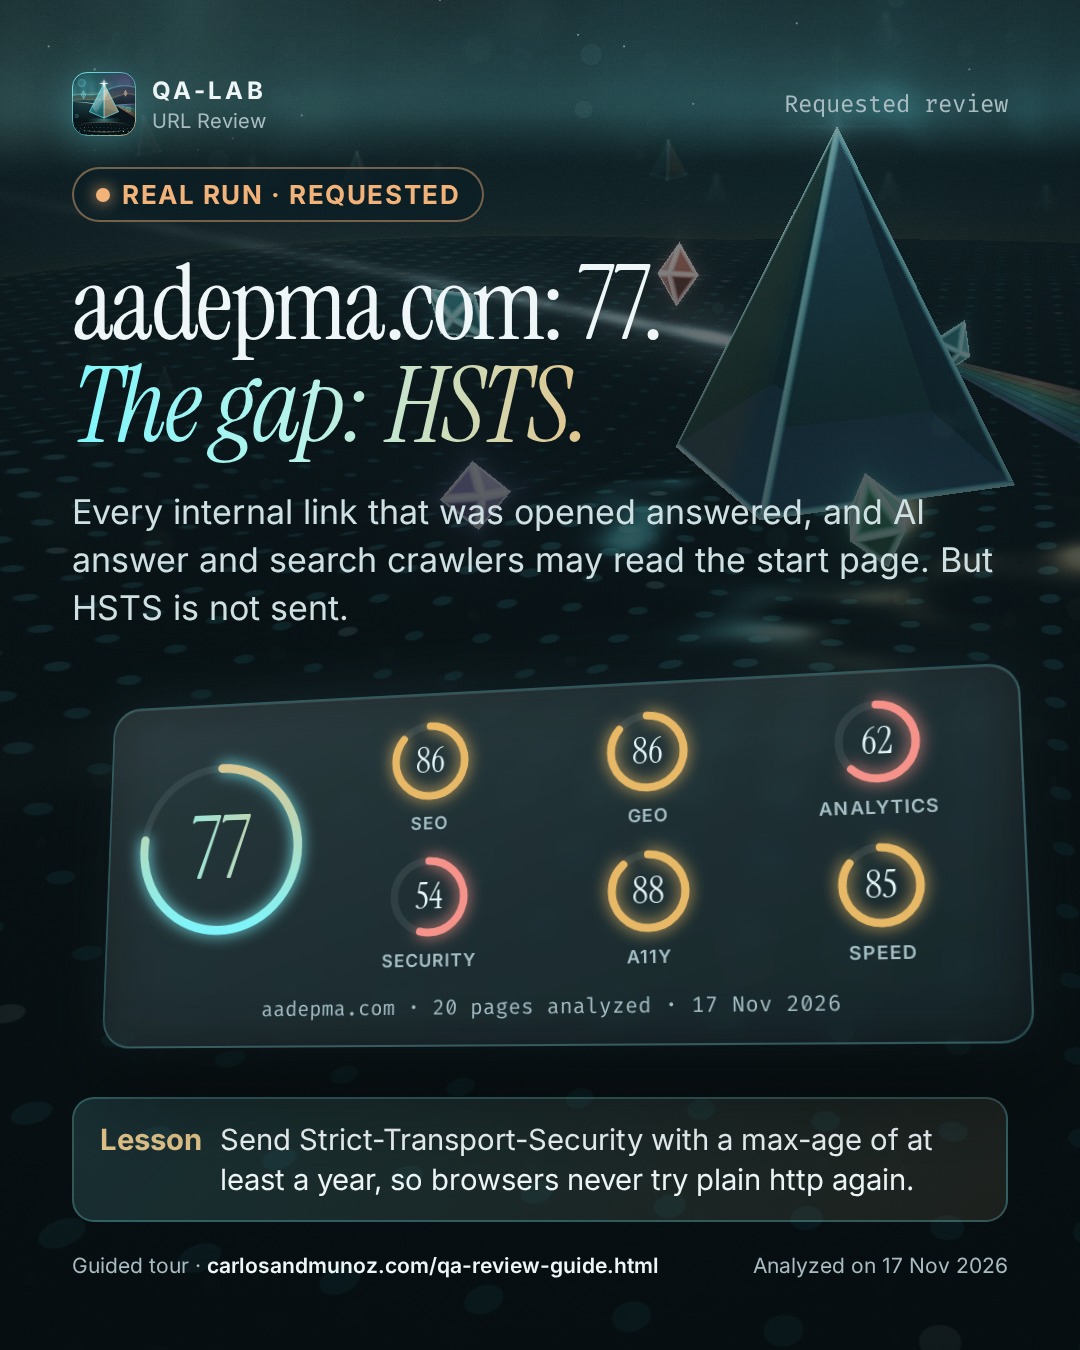 QA-LAB
URL Review
Requested review
REAL RUN · REQUESTED
aadepma.com: 77.
The gap: HSTS.
Every internal link that was opened answered, and AI
answer and search crawlers may read the start page. But
HSTS is not sent.
77
86
SEO
86
GEO
62
ANALYTICS
54
SECURITY
88
A11Y
85
SPEED
aadepma.com · 20 pages analyzed · 17 Nov 2026
Lesson Send Strict-Transport-Security with a max-age of at
least a year, so browsers never try plain http again.
Guided tour · carlosandmunoz.com/qa-review-guide.html
Analyzed on 17 Nov 2026